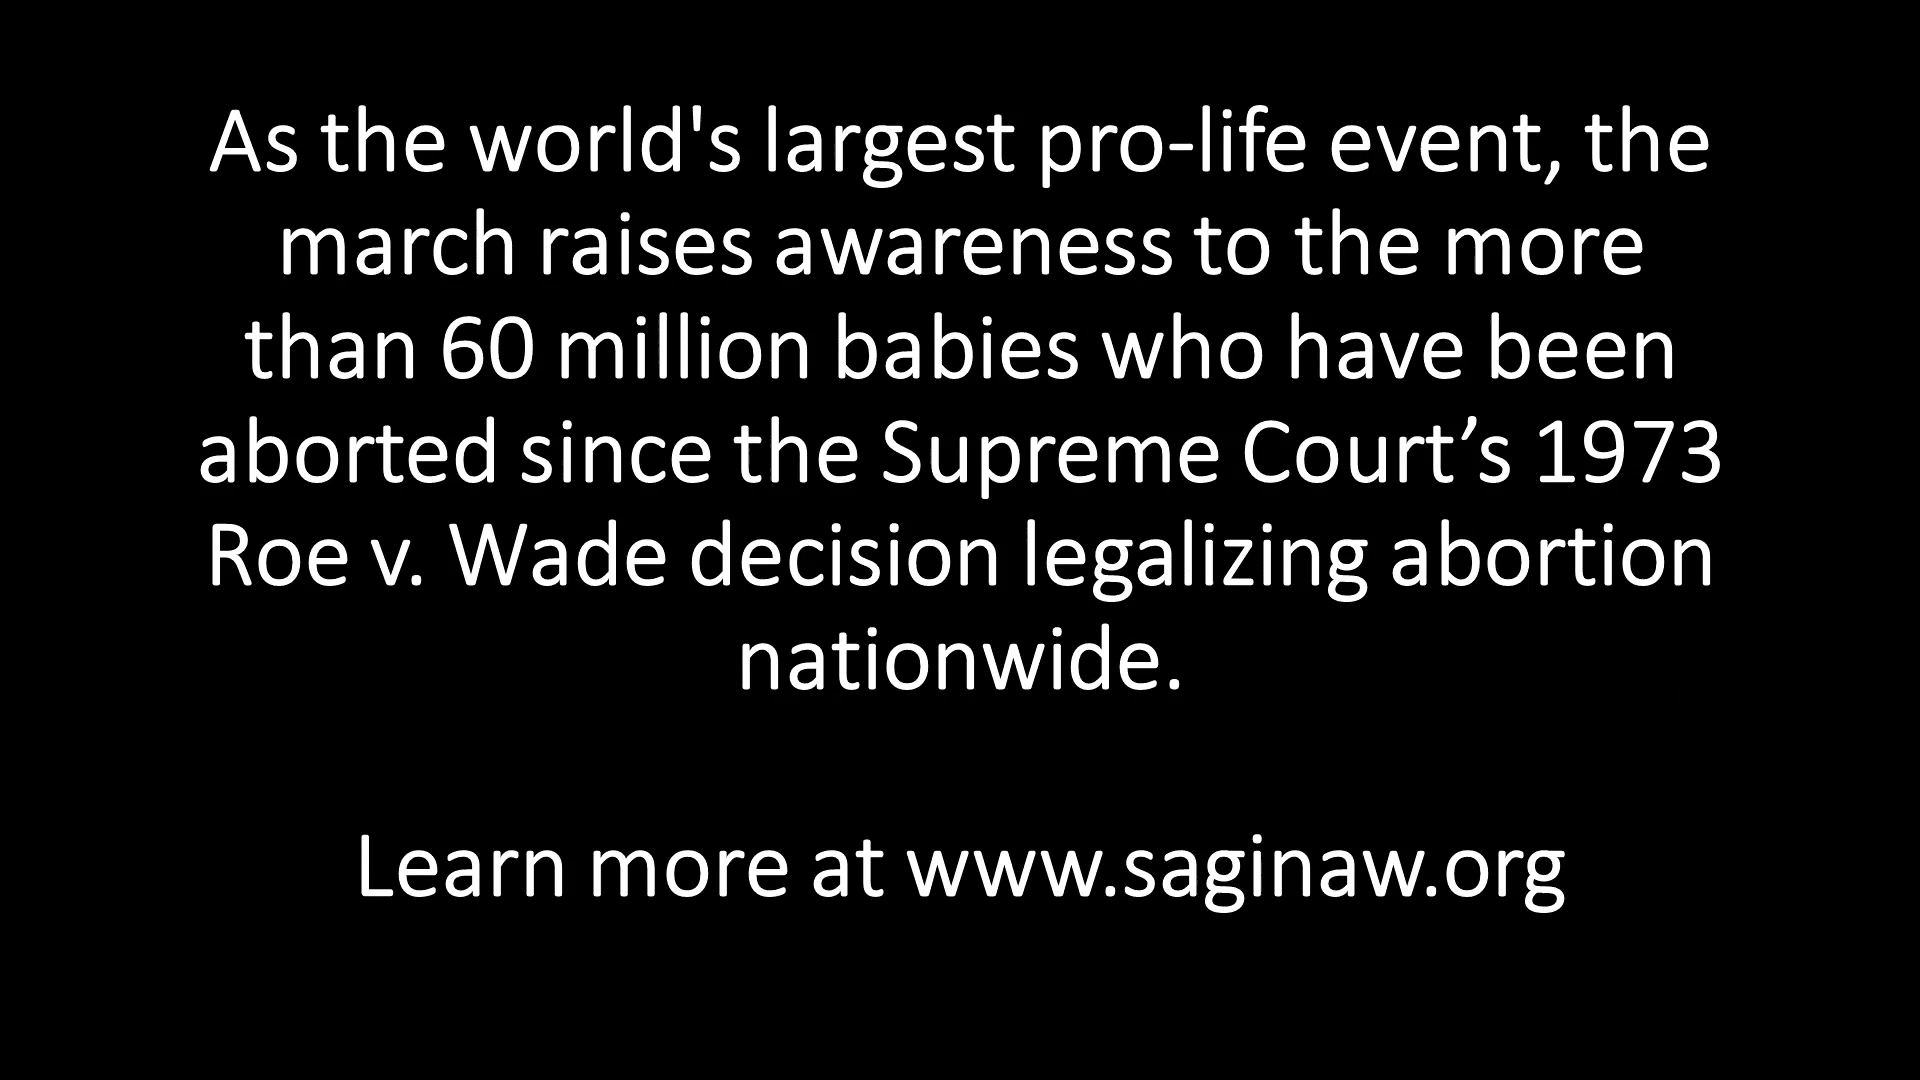 As the world's largest pro-life event, the
march raises awareness to the more
than 60 million babies who have been
aborted since the Supreme Court’s 1973
Roe v. Wade decision legalizing abortion
nationwide.
Learn more at www.saginaw.org